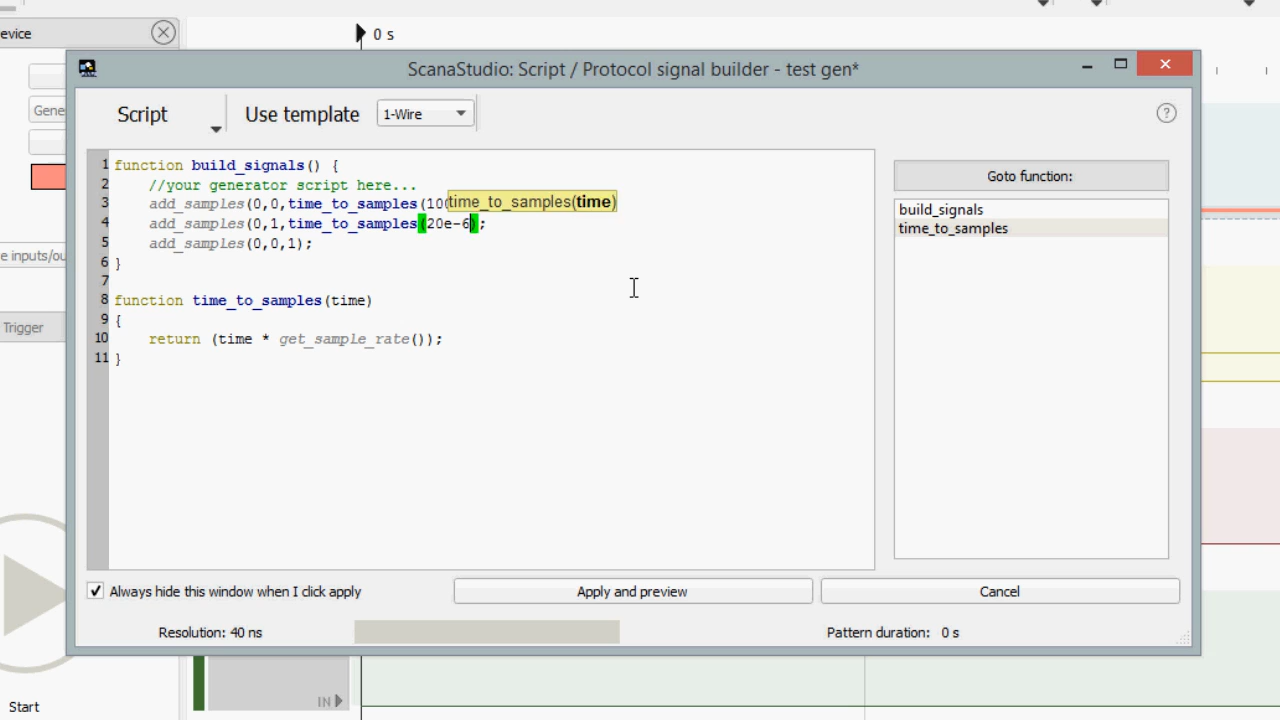 evice
0 s
ScanaStudio: Script / Protocol signal builder - test gen*
Script
Use template
1-Wire
?
Gene
1 function build_signals() {
2 //your generator script here...
3 add_samples(0,0,time_to_samples(10
time_to_samples(time)
4 add_samples(0,1,time_to_samples(20e-6);
5 add_samples(0,0,1);
6 }
7
8 function time_to_samples(time)
9 {
10 return (time * get_sample_rate());
11 }
Goto function:
build_signals
time_to_samples
e inputs/ou
Trigger
Always hide this window when I click apply
Apply and preview
Cancel
Resolution: 40 ns
Pattern duration: 0 s
IN
Start